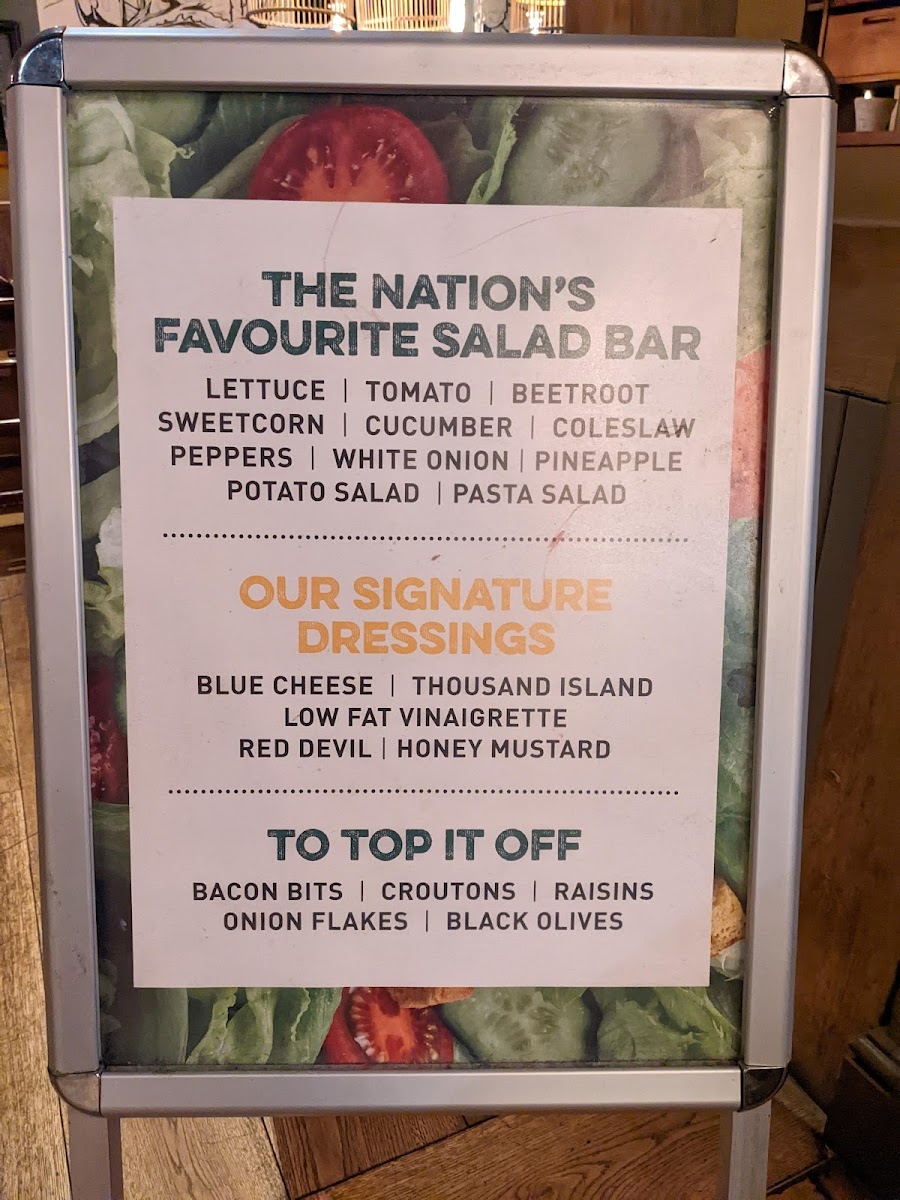 THE NATION'S
FAVOURITE SALAD BAR
LETTUCE | TOMATO | BEETROOT
SWEETCORN | CUCUMBER | COLESLAW
PEPPERS | WHITE ONION | PINEAPPLE
POTATO SALAD | PASTA SALAD
OUR SIGNATURE
DRESSINGS
BLUE CHEESE | THOUSAND ISLAND
LOW FAT VINAIGRETTE
RED DEVIL | HONEY MUSTARD
TO TOP IT OFF
BACON BITS | CROUTONS | RAISINS
ONION FLAKES | BLACK OLIVES